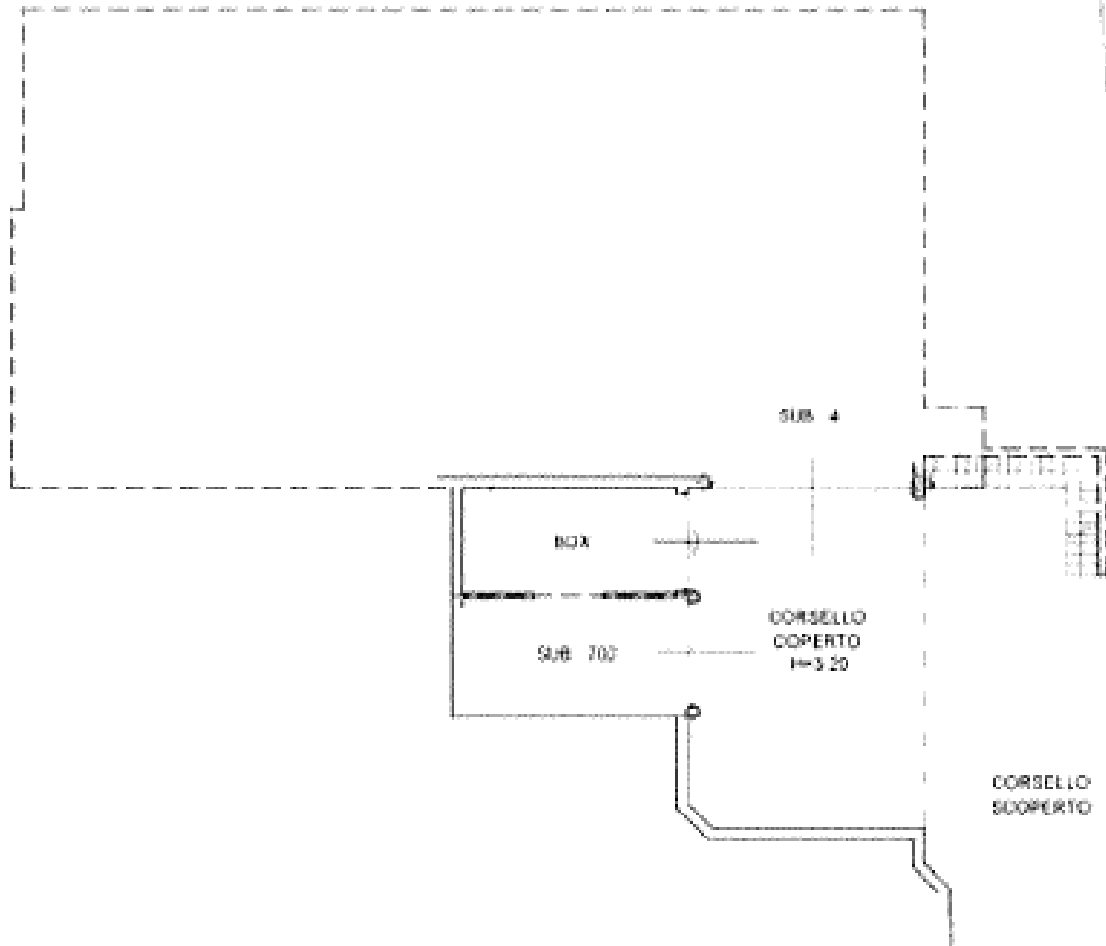 SUB 4
BOX
CORSELLO
COPERTO
H=3.20
SUB 702
CORSELLO
SCOPERTO